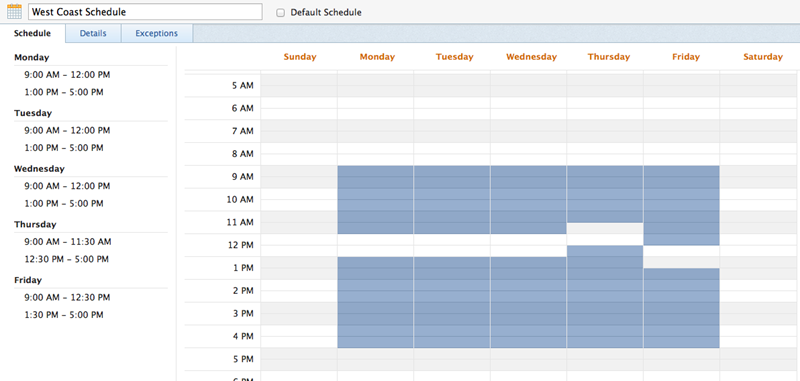 West Coast Schedule
Default Schedule
Schedule Details Exceptions
Monday
9:00 AM – 12:00 PM
1:00 PM – 5:00 PM
Tuesday
9:00 AM – 12:00 PM
1:00 PM – 5:00 PM
Wednesday
9:00 AM – 12:00 PM
1:00 PM – 5:00 PM
Thursday
9:00 AM – 11:30 AM
12:30 PM – 5:00 PM
Friday
9:00 AM – 12:30 PM
1:30 PM – 5:00 PM
Sunday Monday Tuesday Wednesday Thursday Friday Saturday
5 AM
6 AM
7 AM
8 AM
9 AM
10 AM
11 AM
12 PM
1 PM
2 PM
3 PM
4 PM
5 PM